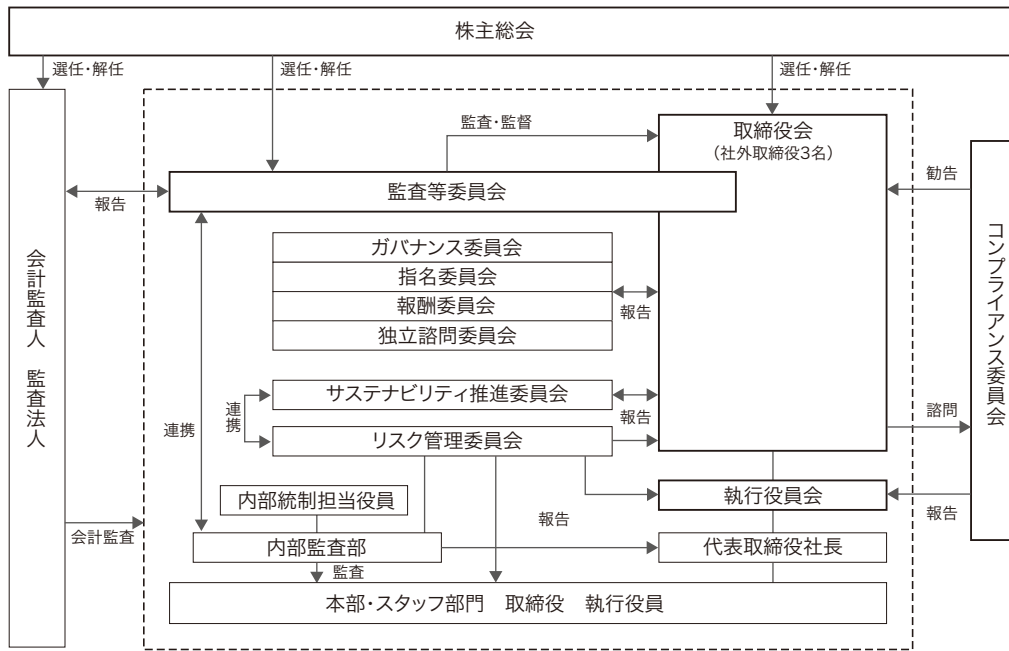 株主総会
選任・解任
選任・解任
選任・解任
監査・監督
取締役会
（社外取締役3名）
勧告
監査等委員会
報告
ガバナンス委員会
指名委員会
報酬委員会
独立諮問委員会
報告
会計監査人　監査法人
コンプライアンス委員会
サステナビリティ推進委員会
報告
連携
連携
リスク管理委員会
諮問
内部統制担当役員
執行役員会
報告
報告
会計監査
内部監査部
代表取締役社長
監査
本部・スタッフ部門　取締役　執行役員